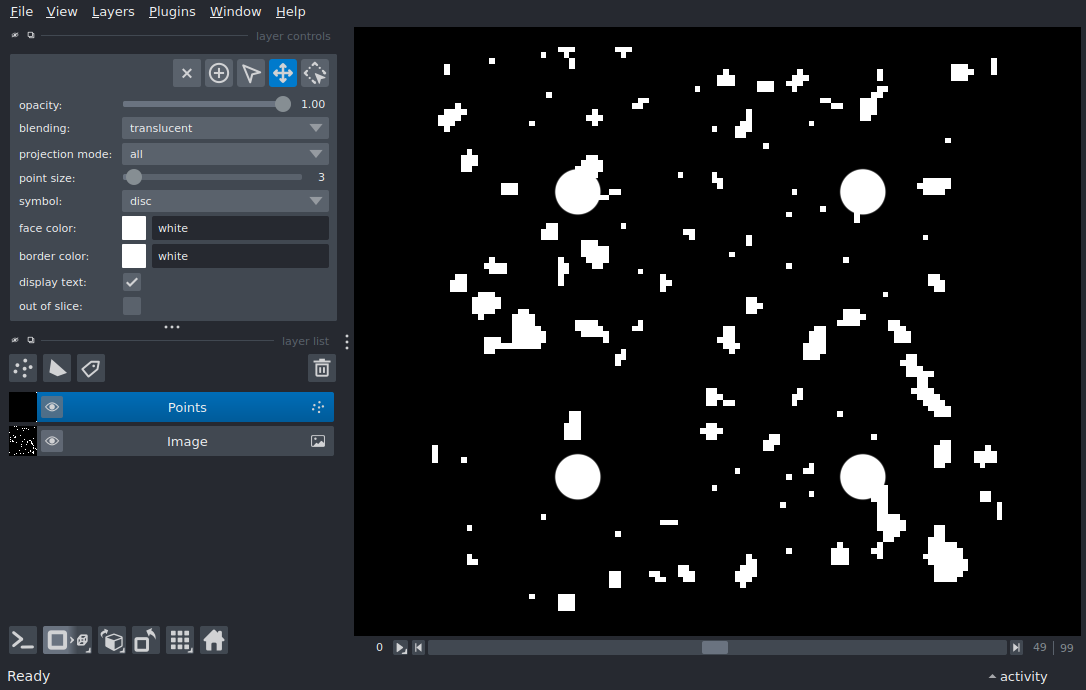 File View Layers Plugins Window Help
layer controls
opacity: 1.00
blending: translucent
projection mode: all
point size: 3
symbol: disc
face color: white
border color: white
display text:
out of slice:
layer list
Points
Image
0 49 99
Ready activity